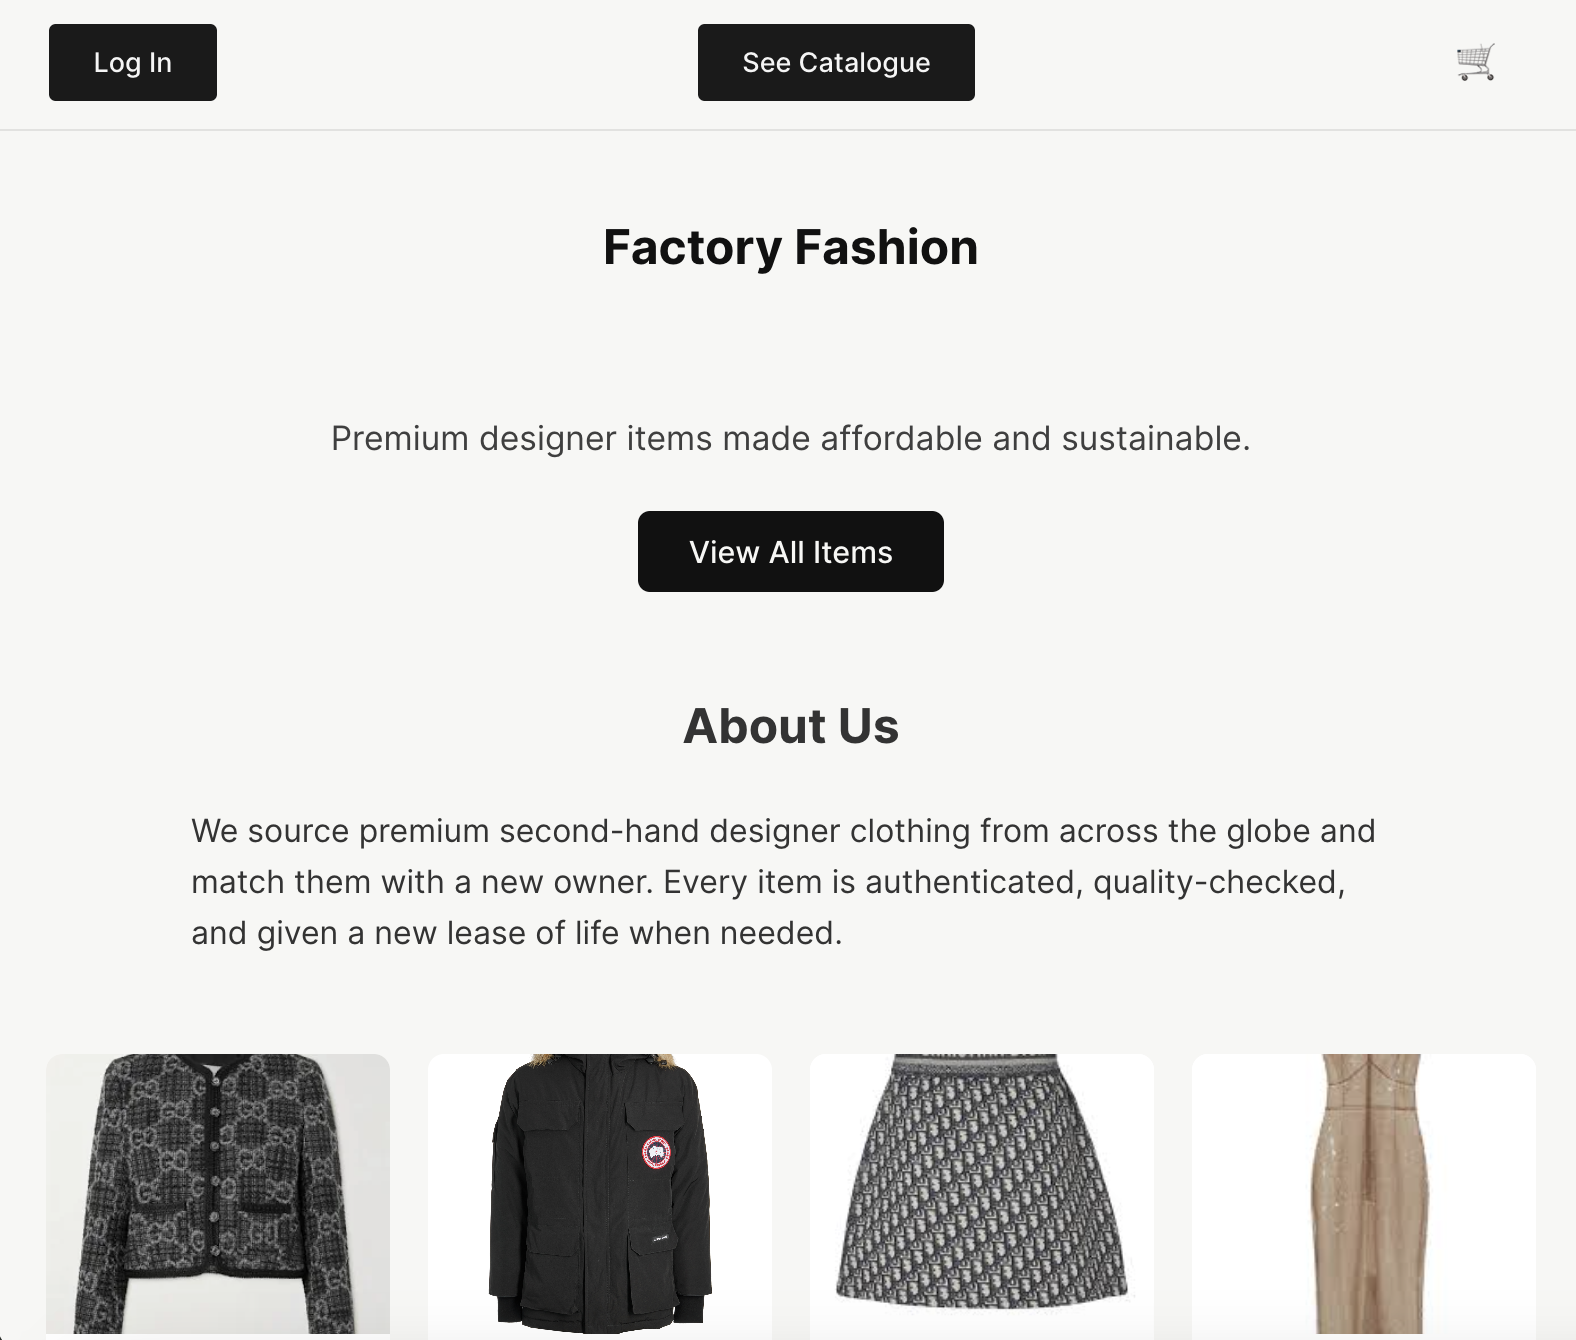 Log In
See Catalogue
Factory Fashion
Premium designer items made affordable and sustainable.
View All Items
About Us
We source premium second-hand designer clothing from across the globe and
match them with a new owner. Every item is authenticated, quality-checked,
and given a new lease of life when needed.